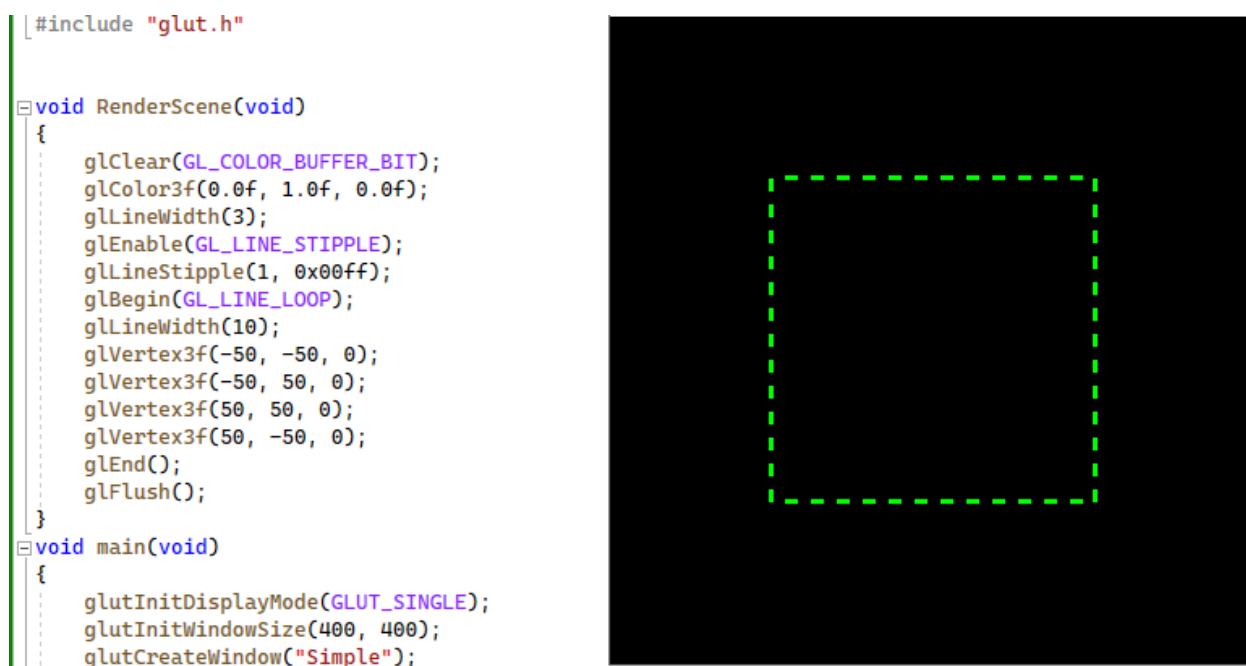 #include "glut.h"
void RenderScene(void)
{
glClear(GL_COLOR_BUFFER_BIT);
glColor3f(0.0f, 1.0f, 0.0f);
glLineWidth(3);
glEnable(GL_LINE_STIPPLE);
glLineStipple(1, 0x00ff);
glBegin(GL_LINE_LOOP);
glLineWidth(10);
glVertex3f(-50, -50, 0);
glVertex3f(-50, 50, 0);
glVertex3f(50, 50, 0);
glVertex3f(50, -50, 0);
glEnd();
glFlush();
}
void main(void)
{
glutInitDisplayMode(GLUT_SINGLE);
glutInitWindowSize(400, 400);
glutCreateWindow("Simple");